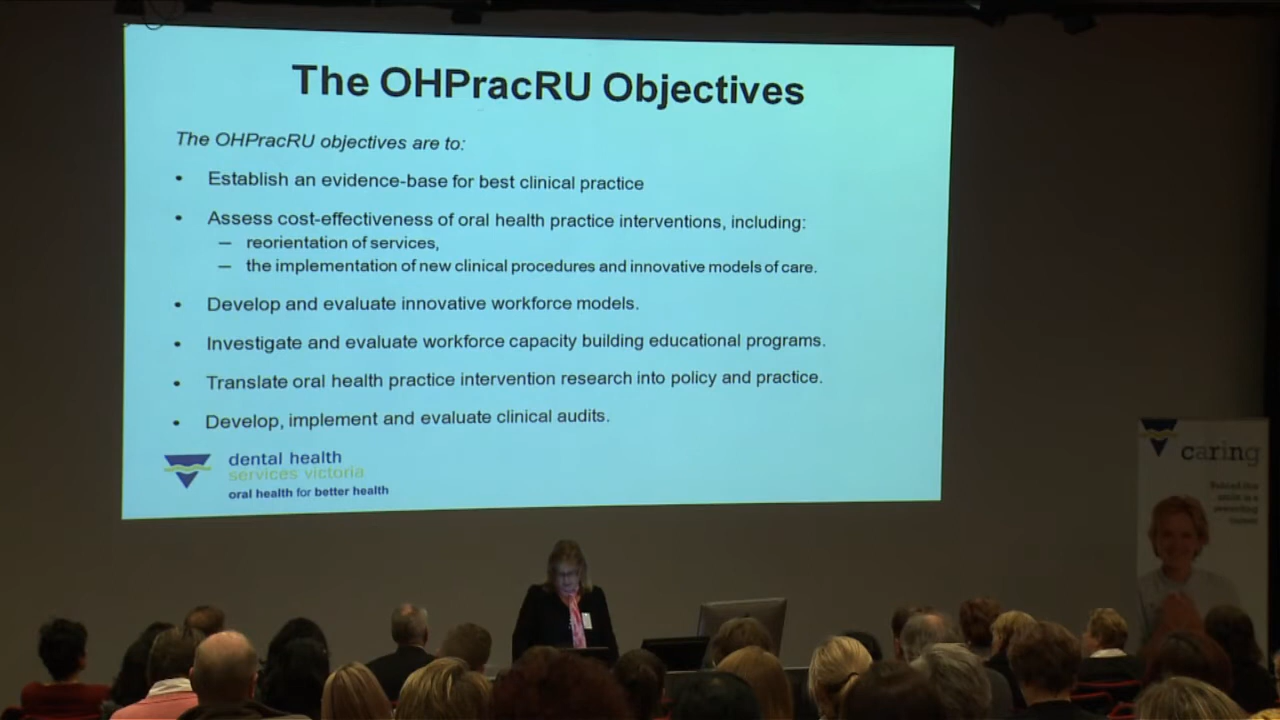 The OHPracRU Objectives
The OHPracRU objectives are to:
• Establish an evidence-base for best clinical practice
• Assess cost-effectiveness of oral health practice interventions, including:
– reorientation of services,
– the implementation of new clinical procedures and innovative models of care.
• Develop and evaluate innovative workforce models.
• Investigate and evaluate workforce capacity building educational programs.
• Translate oral health practice intervention research into policy and practice.
• Develop, implement and evaluate clinical audits.
dental health
services victoria
oral health for better health
caring